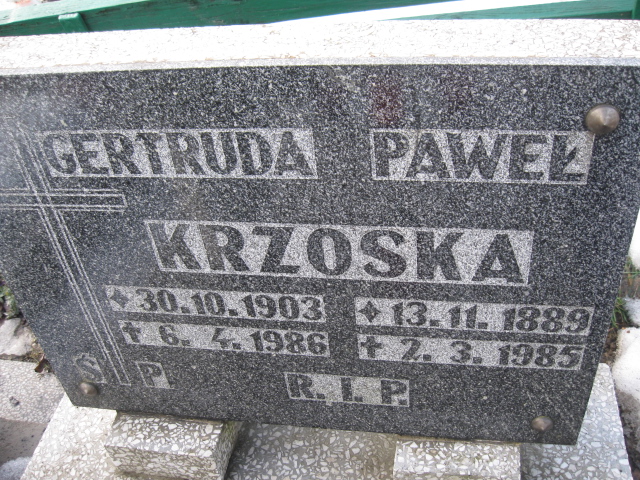 GERTRUDA PAWEŁ
KRZOSKA
30.10.1903 13.11.1889
† 6. 4.1986 † 2. 3.1985
Ś P. R. I. P.